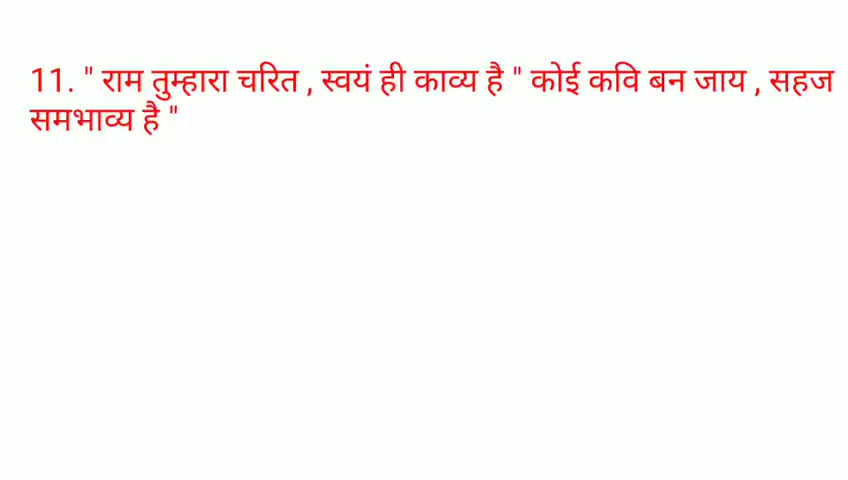 11. " राम तुम्हारा चरित , स्वयं ही काव्य है " कोई कवि बन जाय , सहज
समभाव्य है "